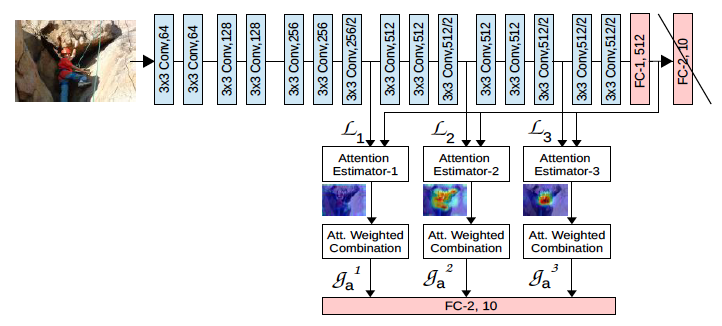 3x3 Conv,64
3x3 Conv,64
3x3 Conv,128
3x3 Conv,128
3x3 Conv,256
3x3 Conv,256
3x3 Conv,256/2
3x3 Conv,512
3x3 Conv,512
3x3 Conv,512/2
3x3 Conv,512
3x3 Conv,512
3x3 Conv,512/2
3x3 Conv,512/2
3x3 Conv,512/2
FC-1, 512
FC-2, 10
ℒ1
ℒ2
ℒ3
Attention
Estimator-1
Attention
Estimator-2
Attention
Estimator-3
Att. Weighted
Combination
Att. Weighted
Combination
Att. Weighted
Combination
𝒈a1
𝒈a2
𝒈a3
FC-2, 10